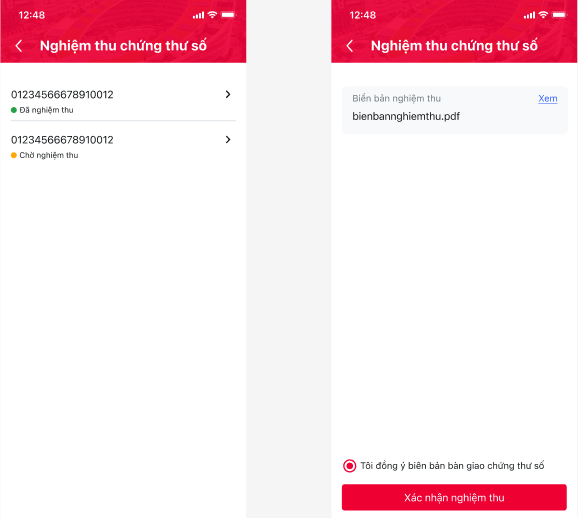 12:48
Nghiệm thu chứng thư số
01234566678910012
Đã nghiệm thu
01234566678910012
Chờ nghiệm thu
12:48
Nghiệm thu chứng thư số
Biển bản nghiệm thu
Xem
bienbannghiemthu.pdf
Tôi đồng ý biên bản bàn giao chứng thư số
Xác nhận nghiệm thu